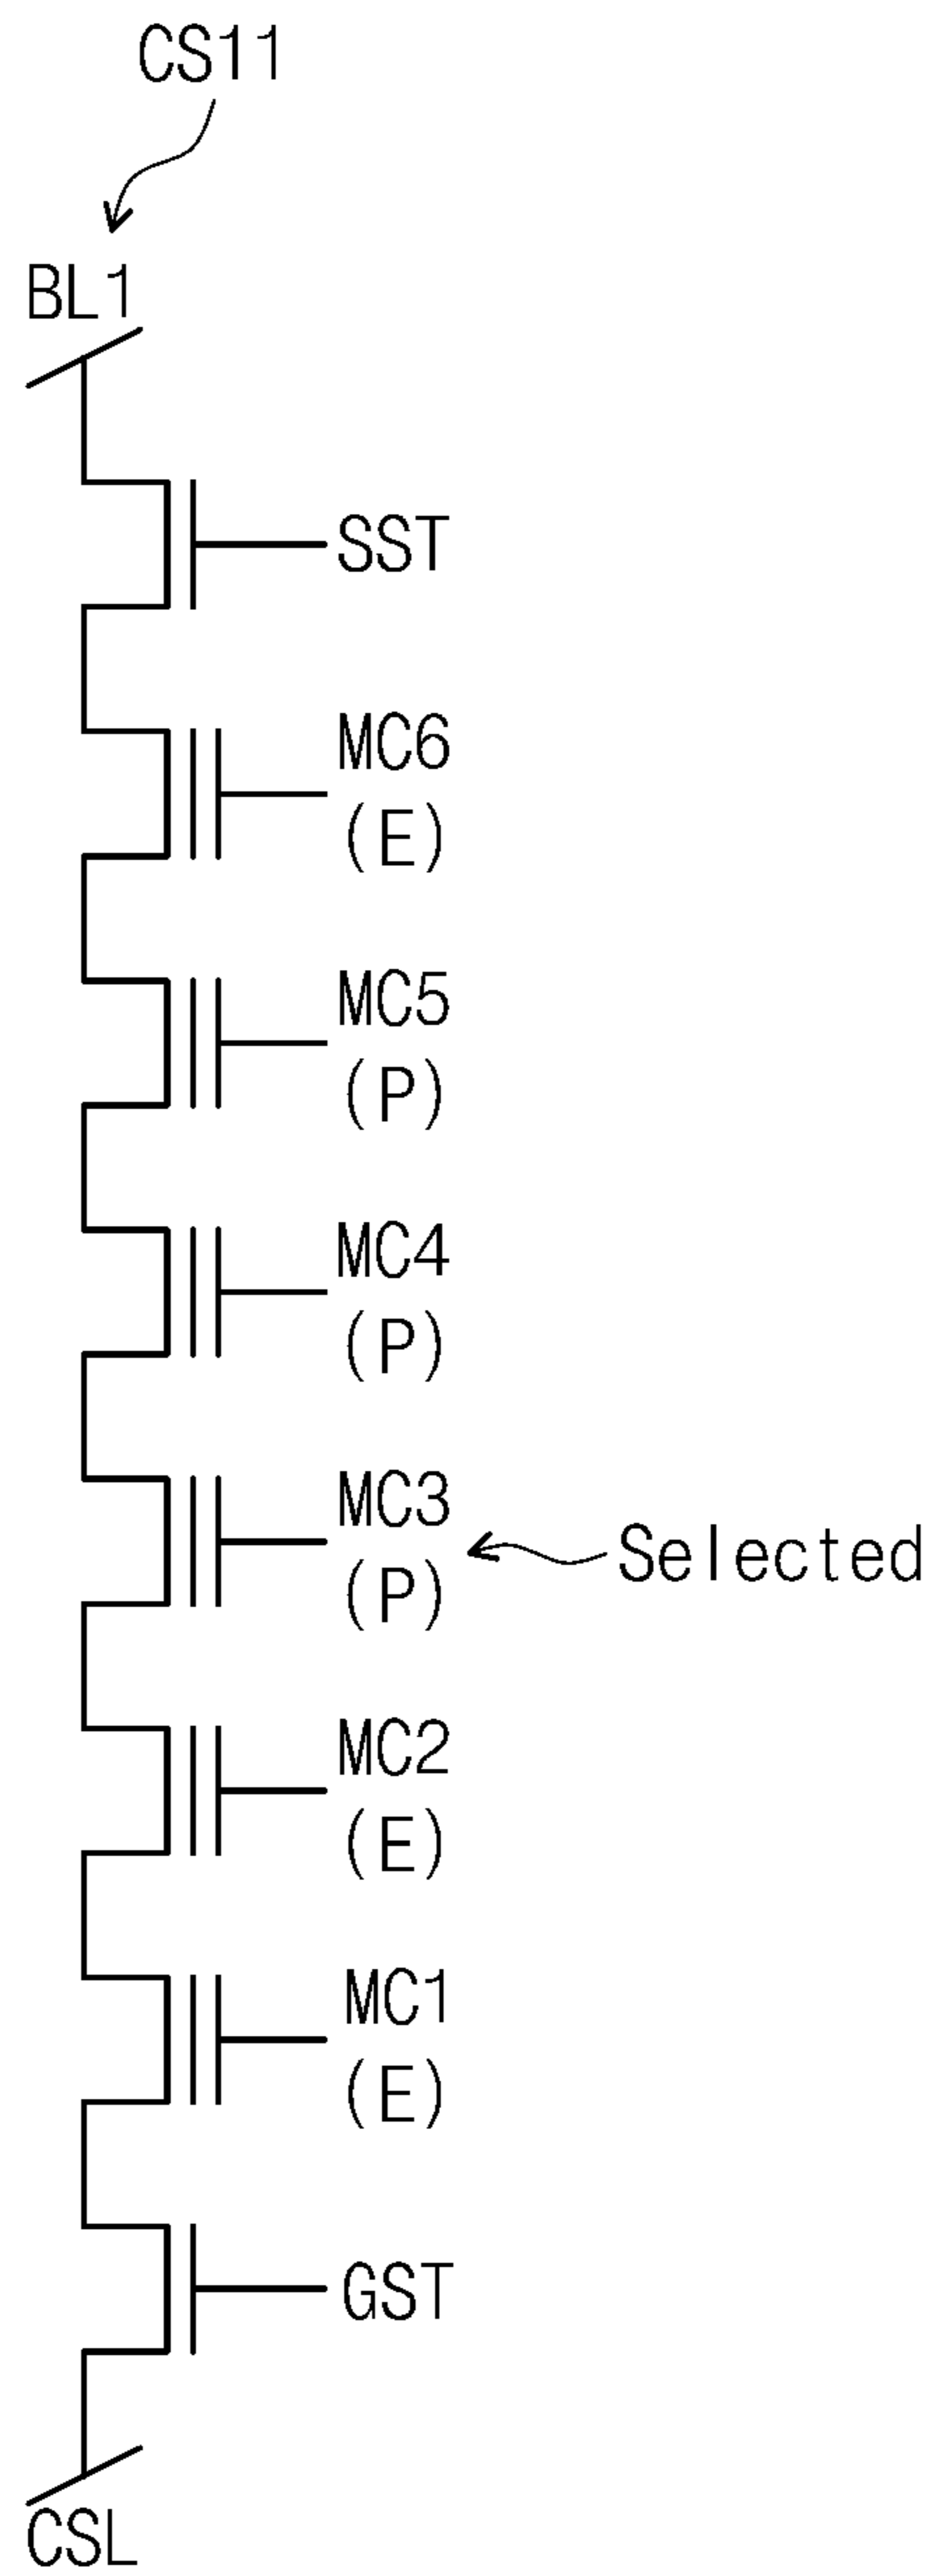 CS11
BL1
SST
MC6
(E)
MC5
(P)
MC4
(P)
MC3
(P)
Selected
MC2
(E)
MC1
(E)
GST
CSL